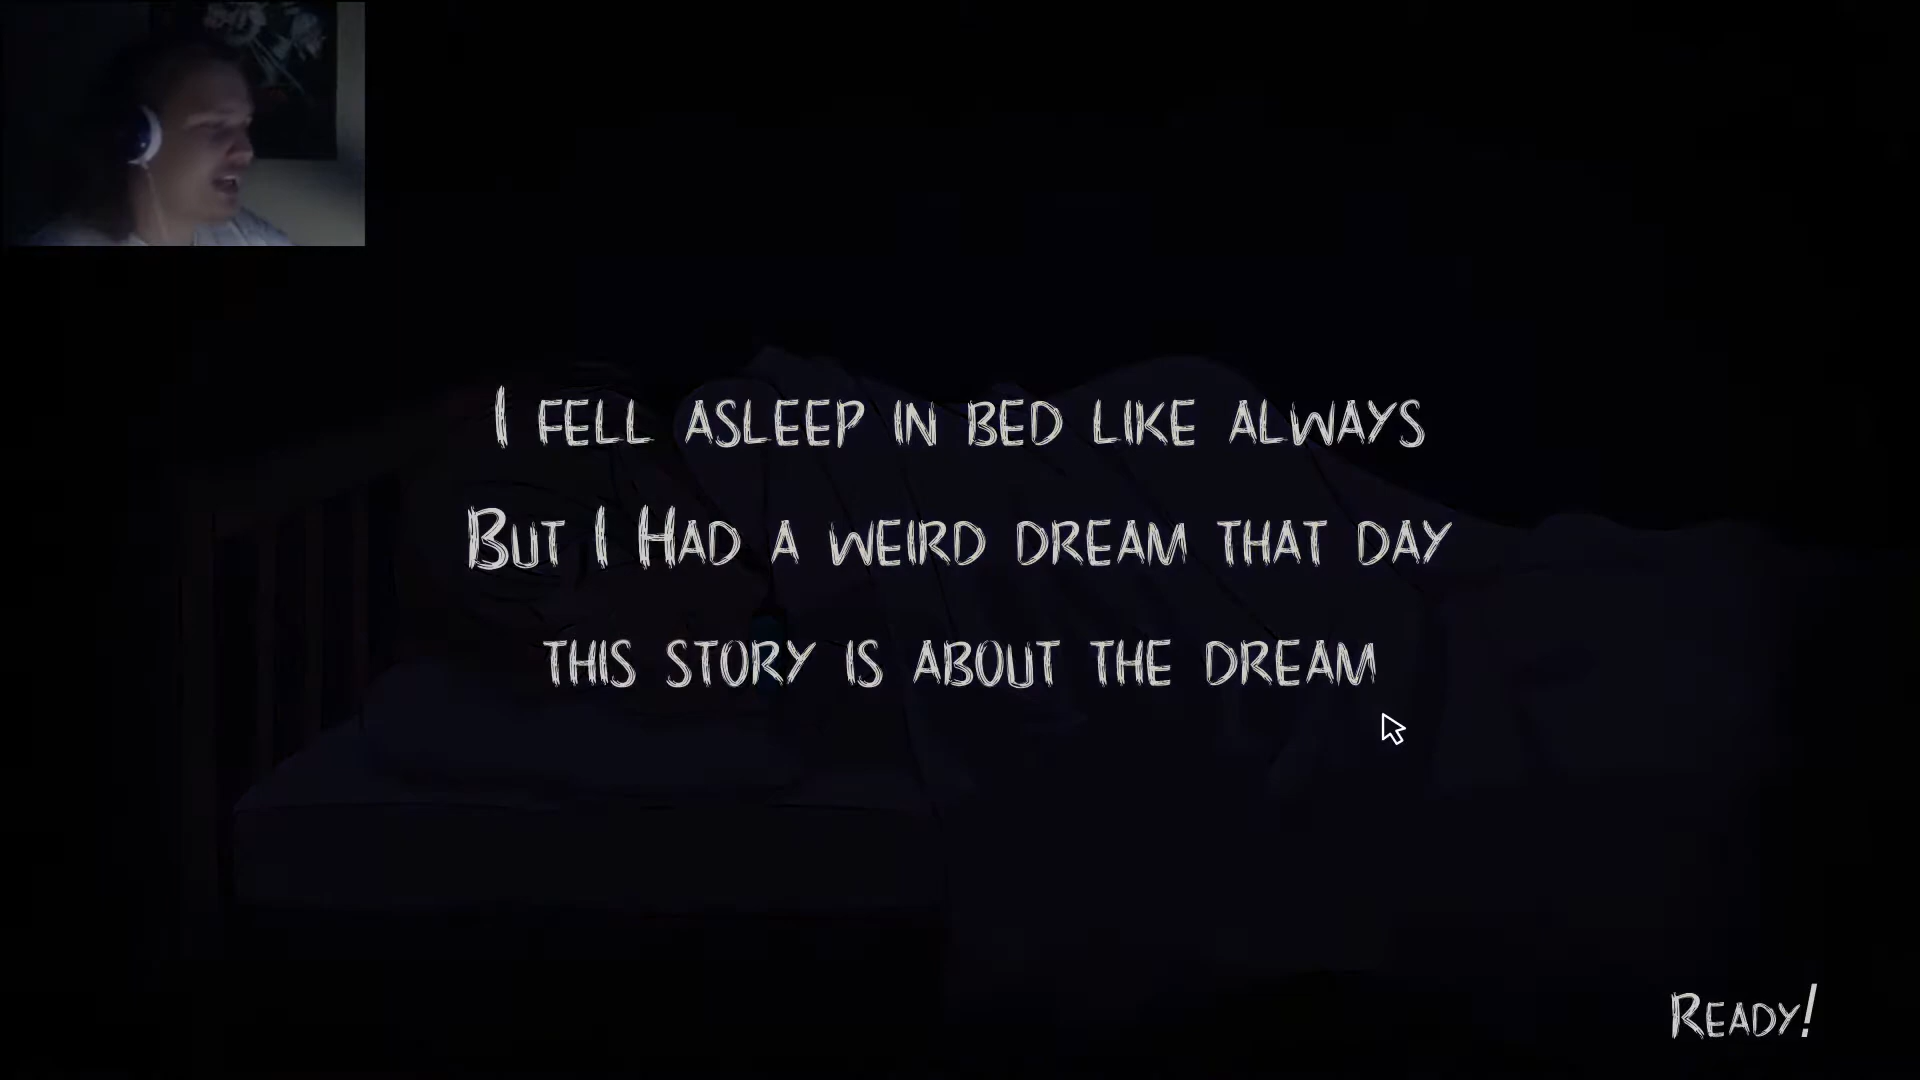 I FELL ASLEEP IN BED LIKE ALWAYS
BUT I HAD A WEIRD DREAM THAT DAY
THIS STORY IS ABOUT THE DREAM
READY!